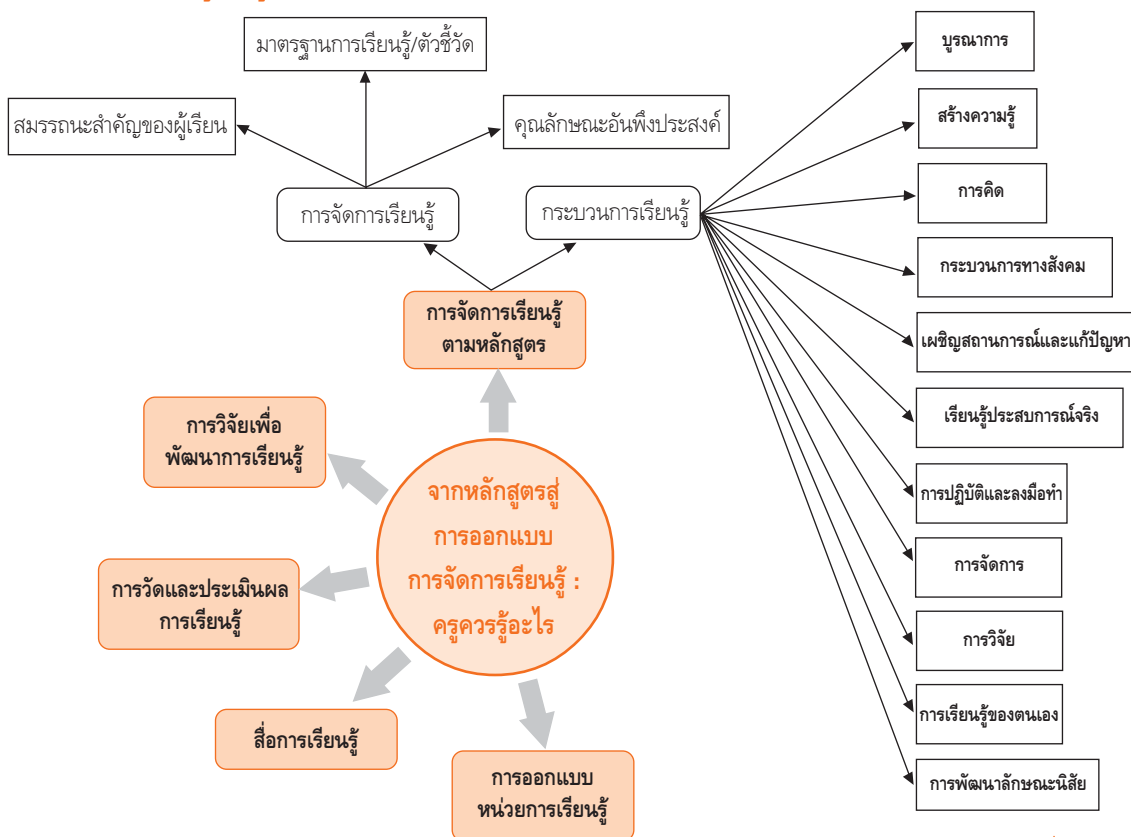 มาตรฐานการเรียนรู้/ตัวชี้วัด
สมรรถนะสำคัญของผู้เรียน
คุณลักษณะอันพึงประสงค์
การจัดการเรียนรู้
กระบวนการเรียนรู้
การจัดการเรียนรู้
ตามหลักสูตร
การวิจัยเพื่อ
พัฒนาการเรียนรู้
การวัดและประเมินผล
การเรียนรู้
สื่อการเรียนรู้
การออกแบบ
หน่วยการเรียนรู้
จากหลักสูตรสู่
การออกแบบ
การจัดการเรียนรู้ :
ครูควรรู้อะไร
บูรณาการ
สร้างความรู้
การคิด
กระบวนการทางสังคม
เผชิญสถานการณ์และแก้ปัญหา
เรียนรู้ประสบการณ์จริง
การปฏิบัติและลงมือทำ
การจัดการ
การวิจัย
การเรียนรู้ของตนเอง
การพัฒนาลักษณะนิสัย